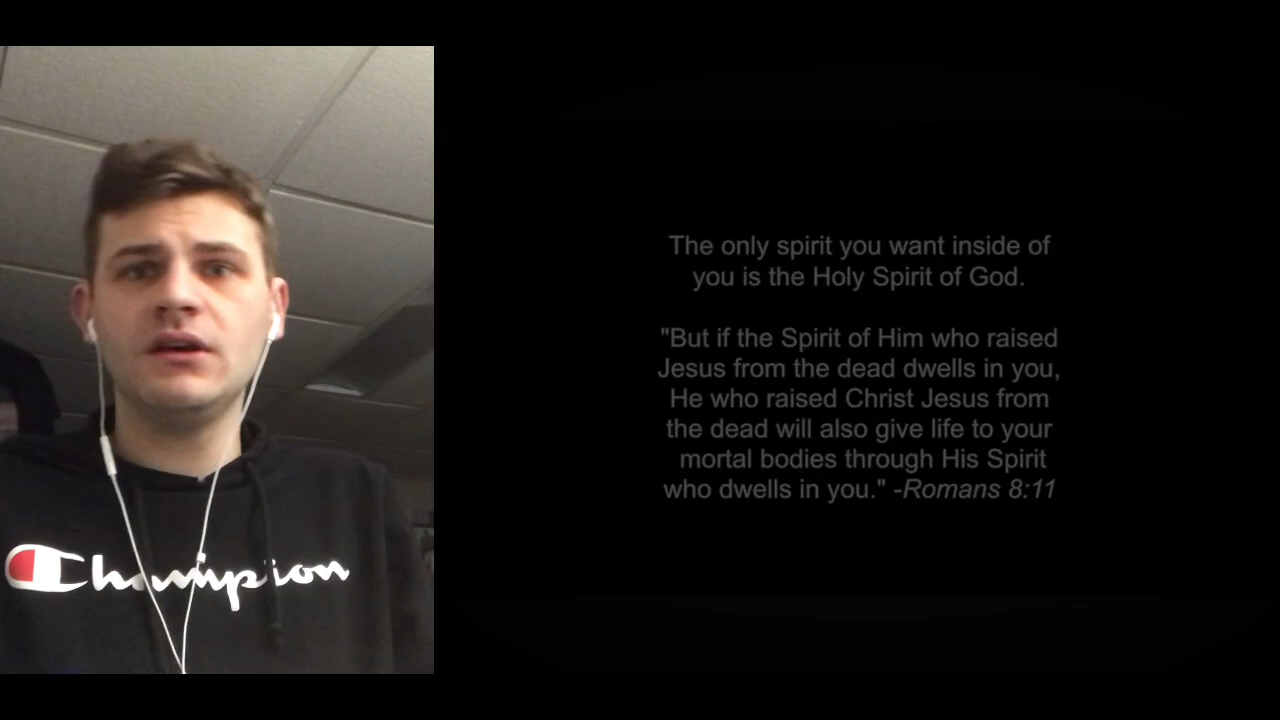 Champion
The only spirit you want inside of
you is the Holy Spirit of God.
"But if the Spirit of Him who raised
Jesus from the dead dwells in you,
He who raised Christ Jesus from
the dead will also give life to your
mortal bodies through His Spirit
who dwells in you." -Romans 8:11